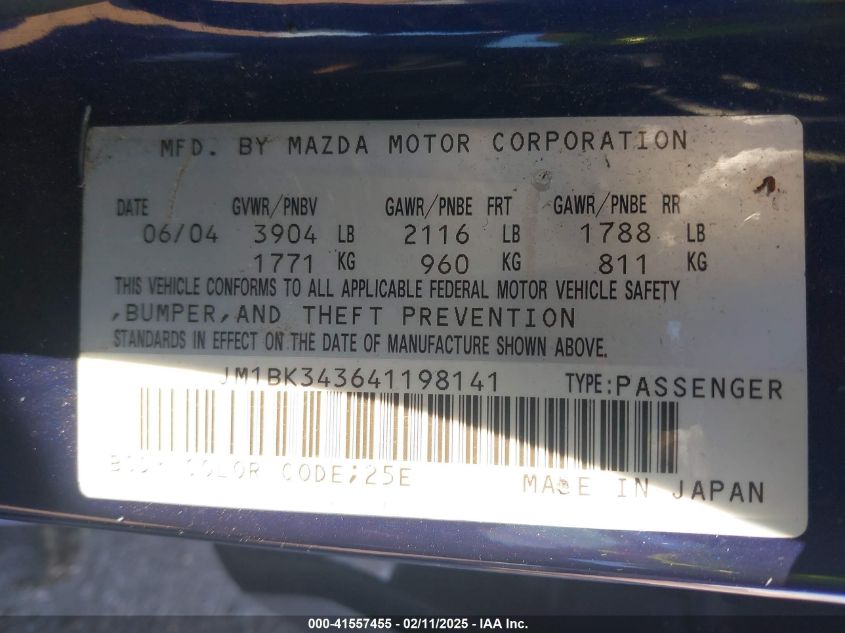 MFD. BY MAZDA MOTOR CORPORATION
DATE GVWR/PNBV GAWR/PNBE FRT GAWR/PNBE RR
06/04 3904 LB 2116 LB 1788 LB
1771 KG 960 KG 811 KG
THIS VEHICLE CONFORMS TO ALL APPLICABLE FEDERAL MOTOR VEHICLE SAFETY
,BUMPER,AND THEFT PREVENTION
STANDARDS IN EFFECT ON THE DATE OF MANUFACTURE SHOWN ABOVE.
JM1BK343641198141 TYPE:PASSENGER
BODY COLOR CODE;25E MADE IN JAPAN
000-41557455 - 02/11/2025 - IAA Inc.